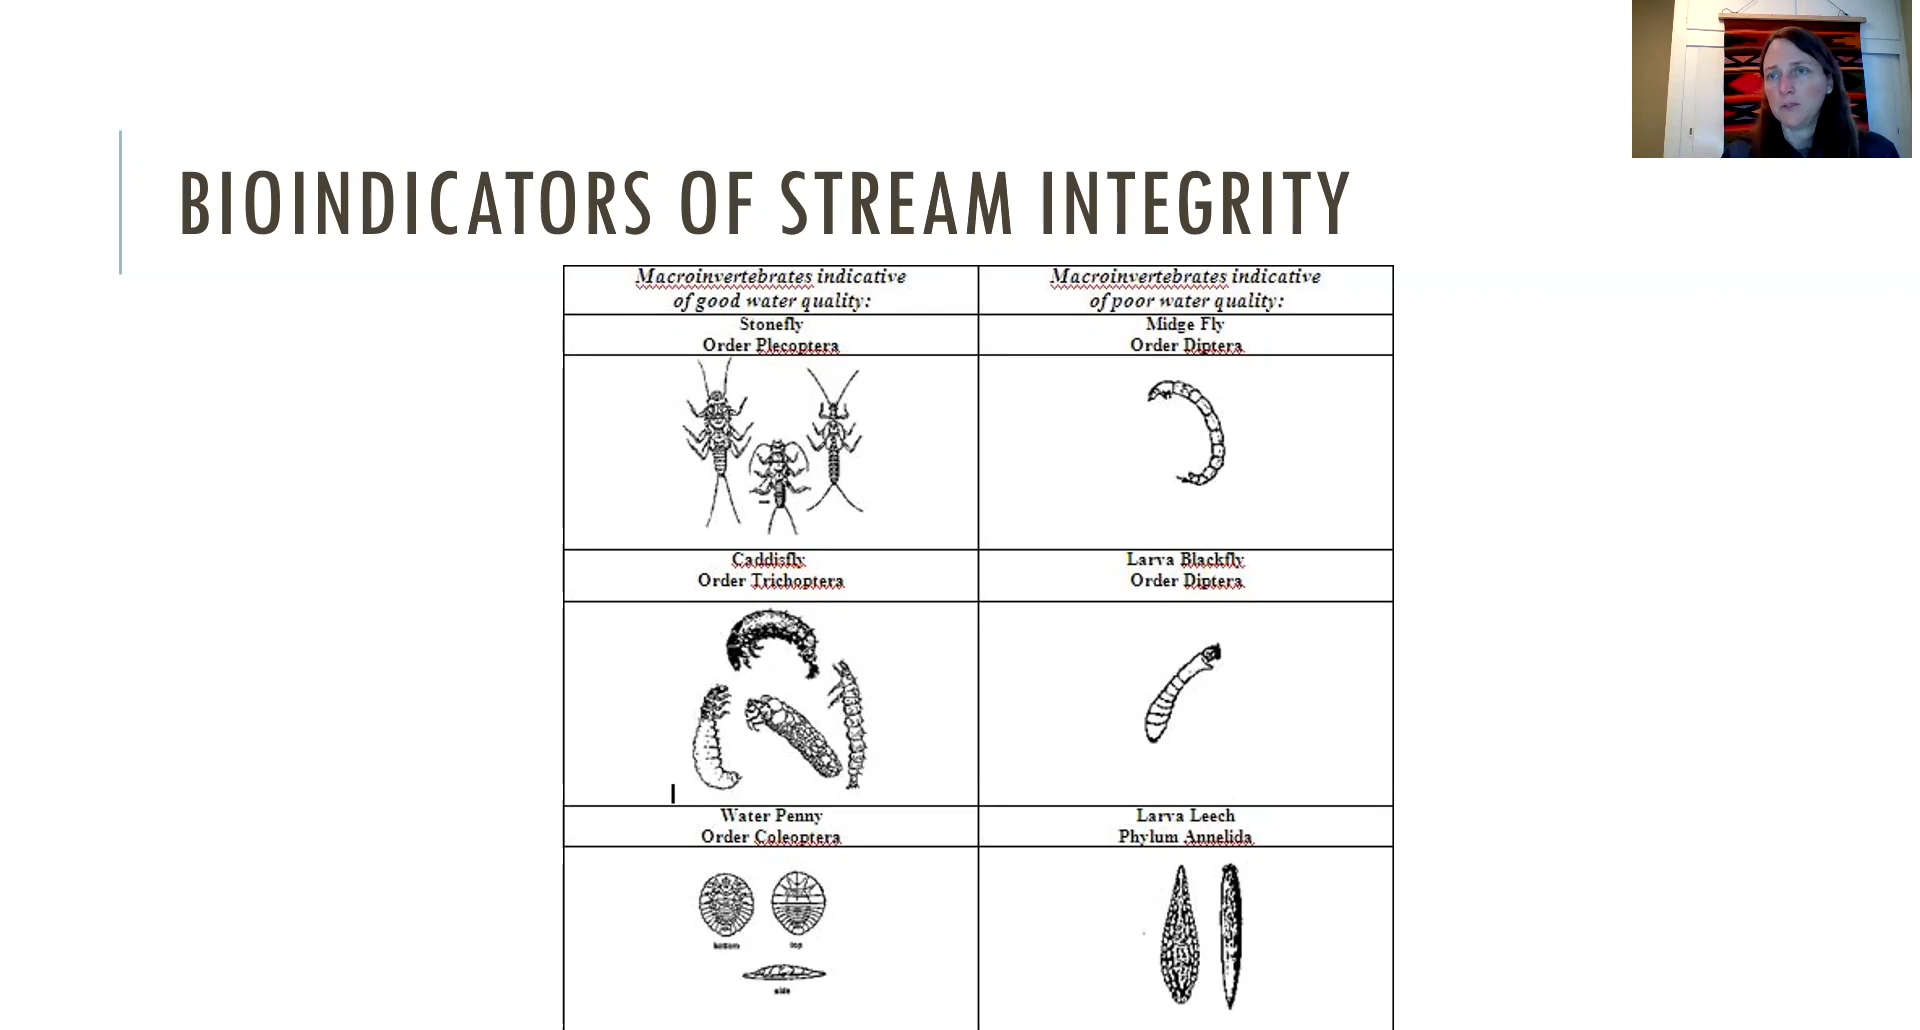 BIOINDICATORS OF STREAM INTEGRITY
Macroinvertebrates indicative
of good water quality:
Macroinvertebrates indicative
of poor water quality:
Stonefly
Order Plecoptera
Midge Fly
Order Diptera
Caddisfly
Order Trichoptera
Larva Blackfly
Order Diptera
Water Penny
Order Coleoptera
Larva Leech
Phylum Annelida
bottom
top
side